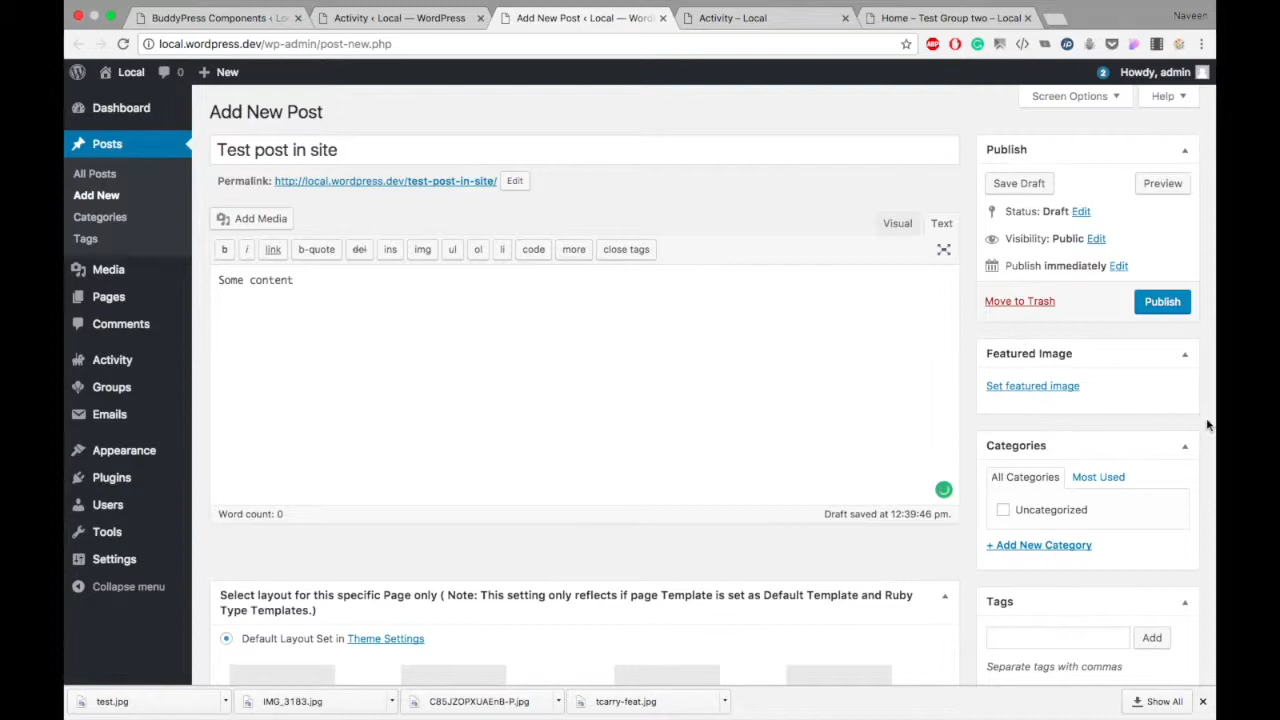 BuddyPress Components ‹ Lo
Activity ‹ Local — WordPress
Add New Post ‹ Local — Word
Activity – Local
Home – Test Group two – Local
Naveen
local.wordpress.dev/wp-admin/post-new.php
Local
0
New
2
Howdy, admin
Dashboard
Posts
All Posts
Add New
Categories
Tags
Media
Pages
Comments
Activity
Groups
Emails
Appearance
Plugins
Users
Tools
Settings
Collapse menu
Screen Options
Help
Add New Post
Test post in site
Permalink: http://local.wordpress.dev/test-post-in-site/ Edit
Add Media
Visual
Text
b
i
link
b-quote
del
ins
img
ul
ol
li
code
more
close tags
Some content
Word count: 0
Draft saved at 12:39:46 pm.
Select layout for this specific Page only ( Note: This setting only reflects if page Template is set as Default Template and Ruby
Type Templates.)
Default Layout Set in Theme Settings
Publish
Save Draft
Preview
Status: Draft Edit
Visibility: Public Edit
Publish immediately Edit
Move to Trash
Publish
Featured Image
Set featured image
Categories
All Categories
Most Used
Uncategorized
+ Add New Category
Tags
Add
Separate tags with commas
test.jpg
IMG_3183.jpg
C85JZOPXUAEnB-P.jpg
tcarry-feat.jpg
Show All